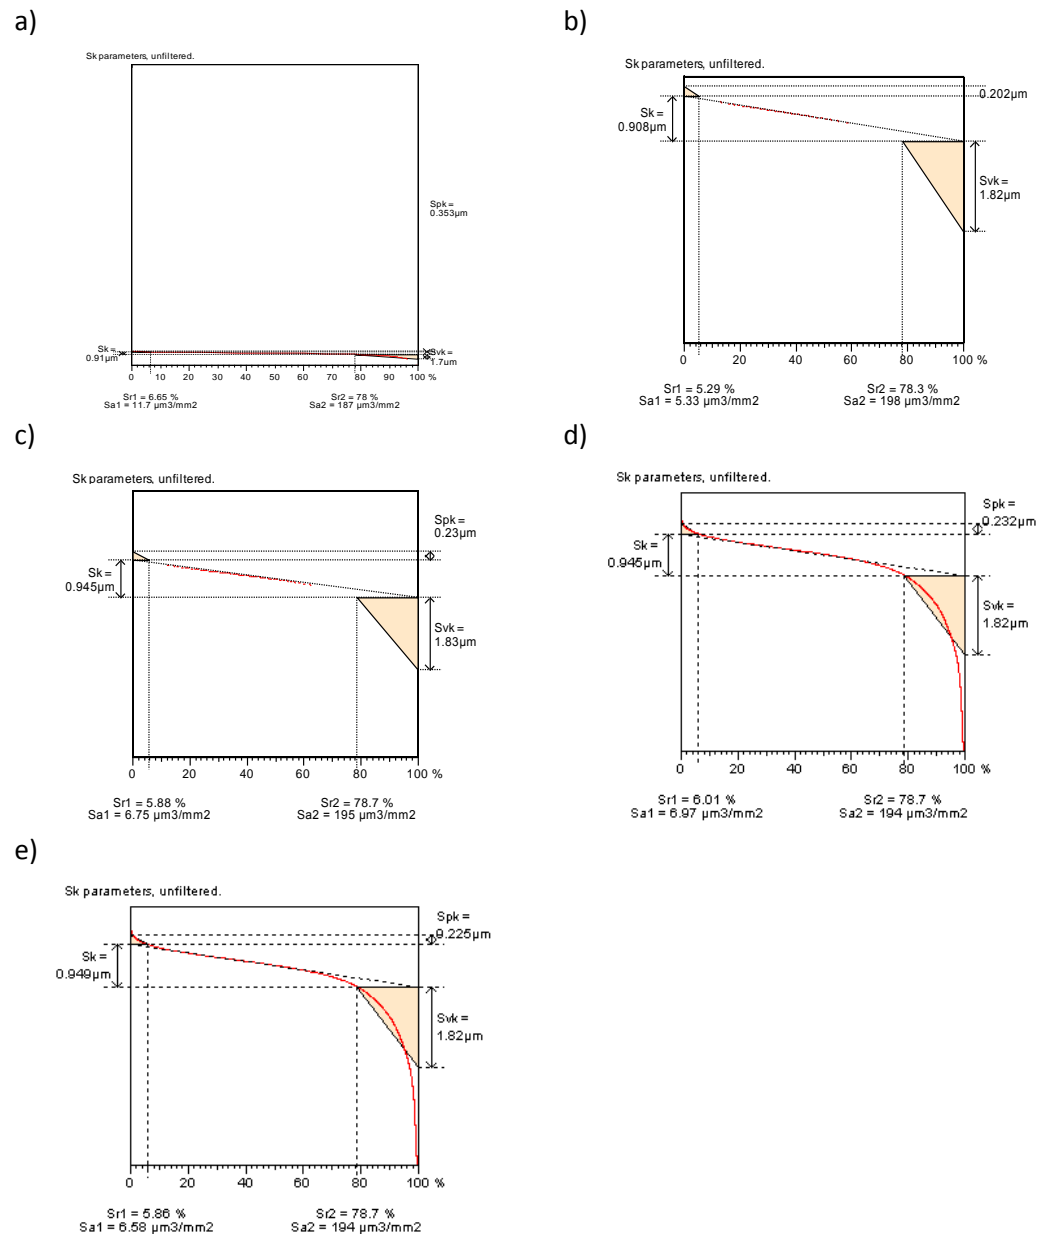 a)
Sk parameters, unfiltered.
Spk =
0.353µm
Sk =
0.91µm
Svk =
1.7um
0 10 20 30 40 50 60 70 80 90 100 %
Sr1 = 6.65 %
Sa1 = 11.7 µm3/mm2
Sr2 = 78 %
Sa2 = 187 µm3/mm2
b)
Sk parameters, unfiltered.
0.202µm
Sk =
0.908µm
Svk =
1.82µm
0 20 40 60 80 100 %
Sr1 = 5.29 %
Sa1 = 5.33 µm3/mm2
Sr2 = 78.3 %
Sa2 = 198 µm3/mm2
c)
Sk parameters, unfiltered.
Spk =
0.23µm
Sk =
0.945µm
Svk =
1.83µm
0 20 40 60 80 100 %
Sr1 = 5.88 %
Sa1 = 6.75 µm3/mm2
Sr2 = 78.7 %
Sa2 = 195 µm3/mm2
d)
Sk parameters, unfiltered.
Spk =
0.232µm
Sk =
0.945µm
Svk =
1.82µm
0 20 40 60 80 100 %
Sr1 = 6.01 %
Sa1 = 6.97 µm3/mm2
Sr2 = 78.7 %
Sa2 = 194 µm3/mm2
e)
Sk parameters, unfiltered.
Spk =
0.225µm
Sk =
0.949µm
Svk =
1.82µm
0 20 40 60 80 100 %
Sr1 = 5.86 %
Sa1 = 6.58 µm3/mm2
Sr2 = 78.7 %
Sa2 = 194 µm3/mm2